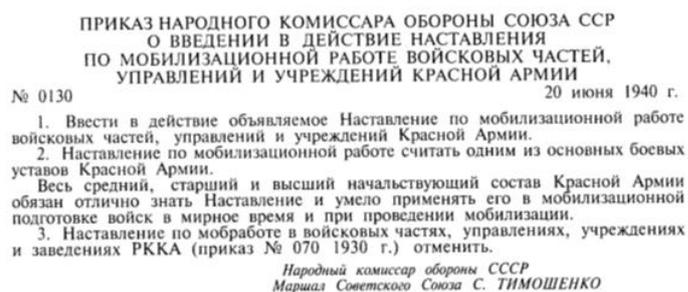 ПРИКАЗ НАРОДНОГО КОМИССАРА ОБОРОНЫ СОЮЗА ССР
О ВВЕДЕНИИ В ДЕЙСТВИЕ НАСТАВЛЕНИЯ
ПО МОБИЛИЗАЦИОННОЙ РАБОТЕ ВОЙСКОВЫХ ЧАСТЕЙ,
УПРАВЛЕНИЙ И УЧРЕЖДЕНИЙ КРАСНОЙ АРМИИ
№ 0130 20 июня 1940 г.
1. Ввести в действие объявляемое Наставление по мобилизационной работе
войсковых частей, управлений и учреждений Красной Армии.
2. Наставление по мобилизационной работе считать одним из основных боевых
уставов Красной Армии.
Весь средний, старший и высший начальствующий состав Красной Армии
обязан отлично знать Наставление и умело применять его в мобилизационной
подготовке войск в мирное время и при проведении мобилизации.
3. Наставление по мобработе в войсковых частях, управлениях, учреждениях
и заведениях РККА (приказ № 070 1930 г.) отменить.
Народный комиссар обороны СССР
Маршал Советского Союза С. ТИМОШЕНКО